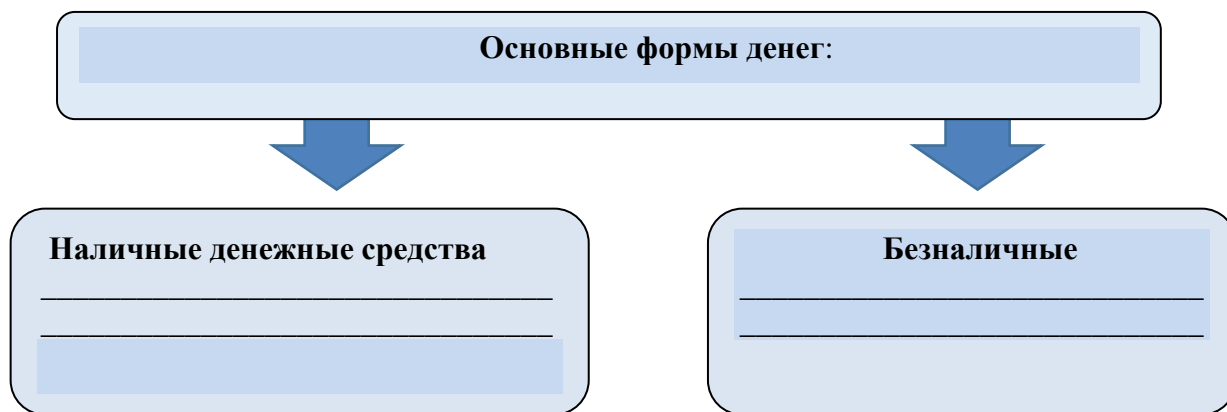 Основные формы денег:
Наличные денежные средства
Безналичные